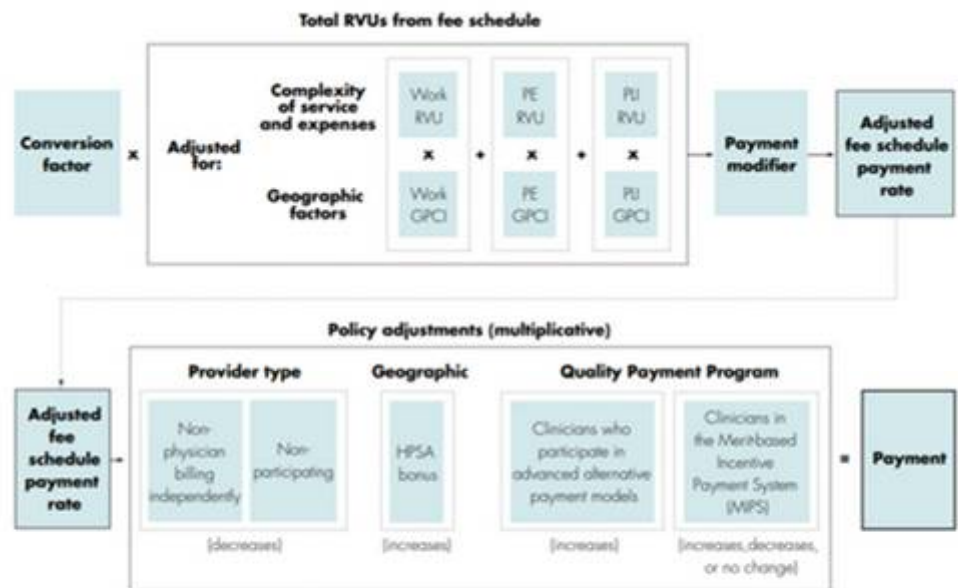 Total RVUs from fee schedule
Complexity
of service
and expenses
Work
RVU
PE
RVU
PLI
RVU
Conversion
factor
x
Adjusted
for:
x
+
x
+
x
Payment
modifier
Adjusted
fee schedule
payment
rate
Geographic
factors
Work
GPCI
PE
GPCI
PLI
GPCI
Policy adjustments (multiplicative)
Provider type
Geographic
Quality Payment Program
Adjusted
fee
schedule
payment
rate
Non-
physician
billing
independently
Non-
participating
HPSA
bonus
Clinicians who
participate in
advanced alternative
payment models
Clinicians in
the Merit-based
Incentive
Payment System
(MIPS)
=
Payment
(decreases)
(increases)
(increases)
(increases, decreases,
or no change)